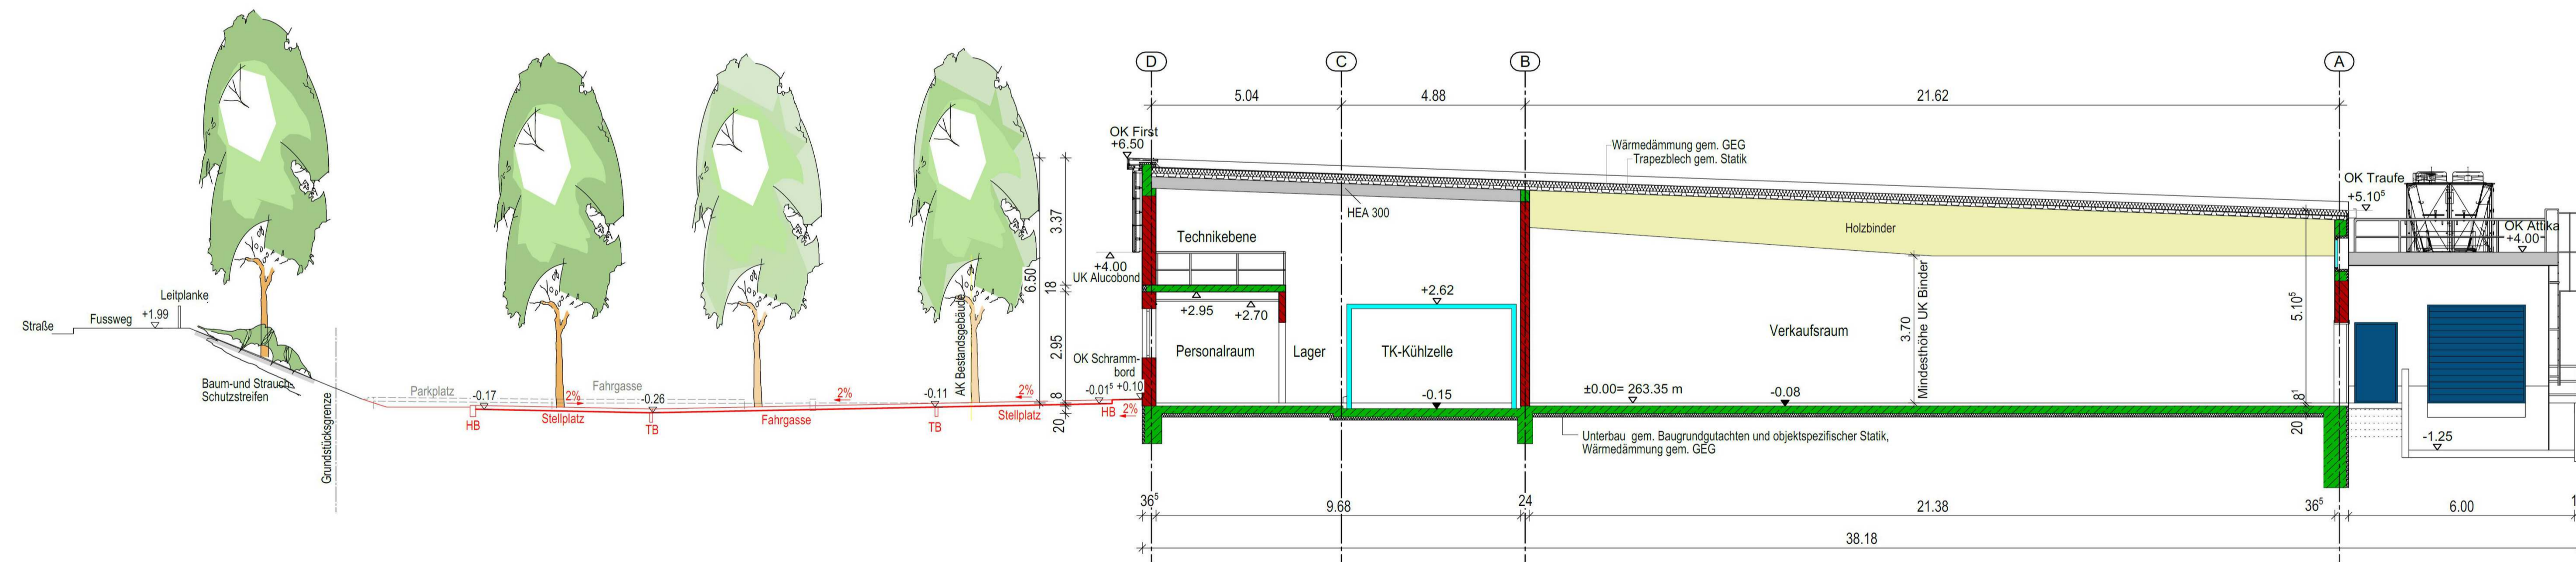 D
C
B
A
5.04
4.88
21.62
OK First
+6.50
Wärmedämmung gem. GEG
Trapezblech gem. Statik
OK Traufe
+5.10⁵
HEA 300
Holzbinder
OK Attika
+4.00
Technikebene
+4.00
UK Alucobond
3.37
6.50
18
2.95
8
20
AK Bestandsgebäude
Leitplanke
Straße
Fussweg
+1.99
Baum-und Strauch-
Schutzstreifen
Grundstücksgrenze
Parkplatz
Fahrgasse
-0.17
2%
-0.26
2%
-0.11
2%
HB
Stellplatz
TB
Fahrgasse
TB
Stellplatz
HB
2%
OK Schramm-
bord
-0.01⁵
+0.10
+2.95
+2.70
Personalraum
Lager
+2.62
TK-Kühlzelle
-0.15
Verkaufsraum
±0.00= 263.35 m
-0.08
3.70
Mindesthöhe UK Binder
5.10⁵
8¹
20
-1.25
Unterbau gem. Baugrundgutachten und objektspezifischer Statik,
Wärmedämmung gem. GEG
36⁵
9.68
24
21.38
36⁵
6.00
1
38.18